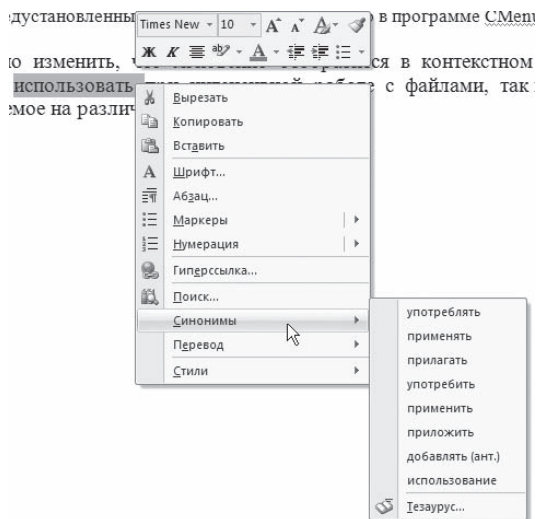 в программе CMenu
Times New 10
о изменить,
ся в контекстном
использовать
работе с файлами, так
емое на различ
Ж К
Вырезать
Копировать
Вставить
Шрифт...
Абзац...
Маркеры
Нумерация
Гиперссылка...
Поиск...
Синонимы
Перевод
Стили
употреблять
применять
прилагать
употребить
применить
приложить
добавлять (ант.)
использование
Тезаурус...